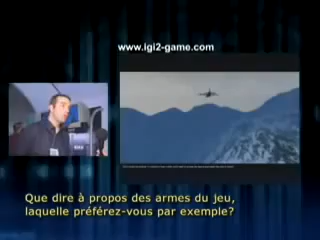 www.igi2-game.com
Que dire à propos des armes du jeu,
laquelle préférez-vous par exemple?